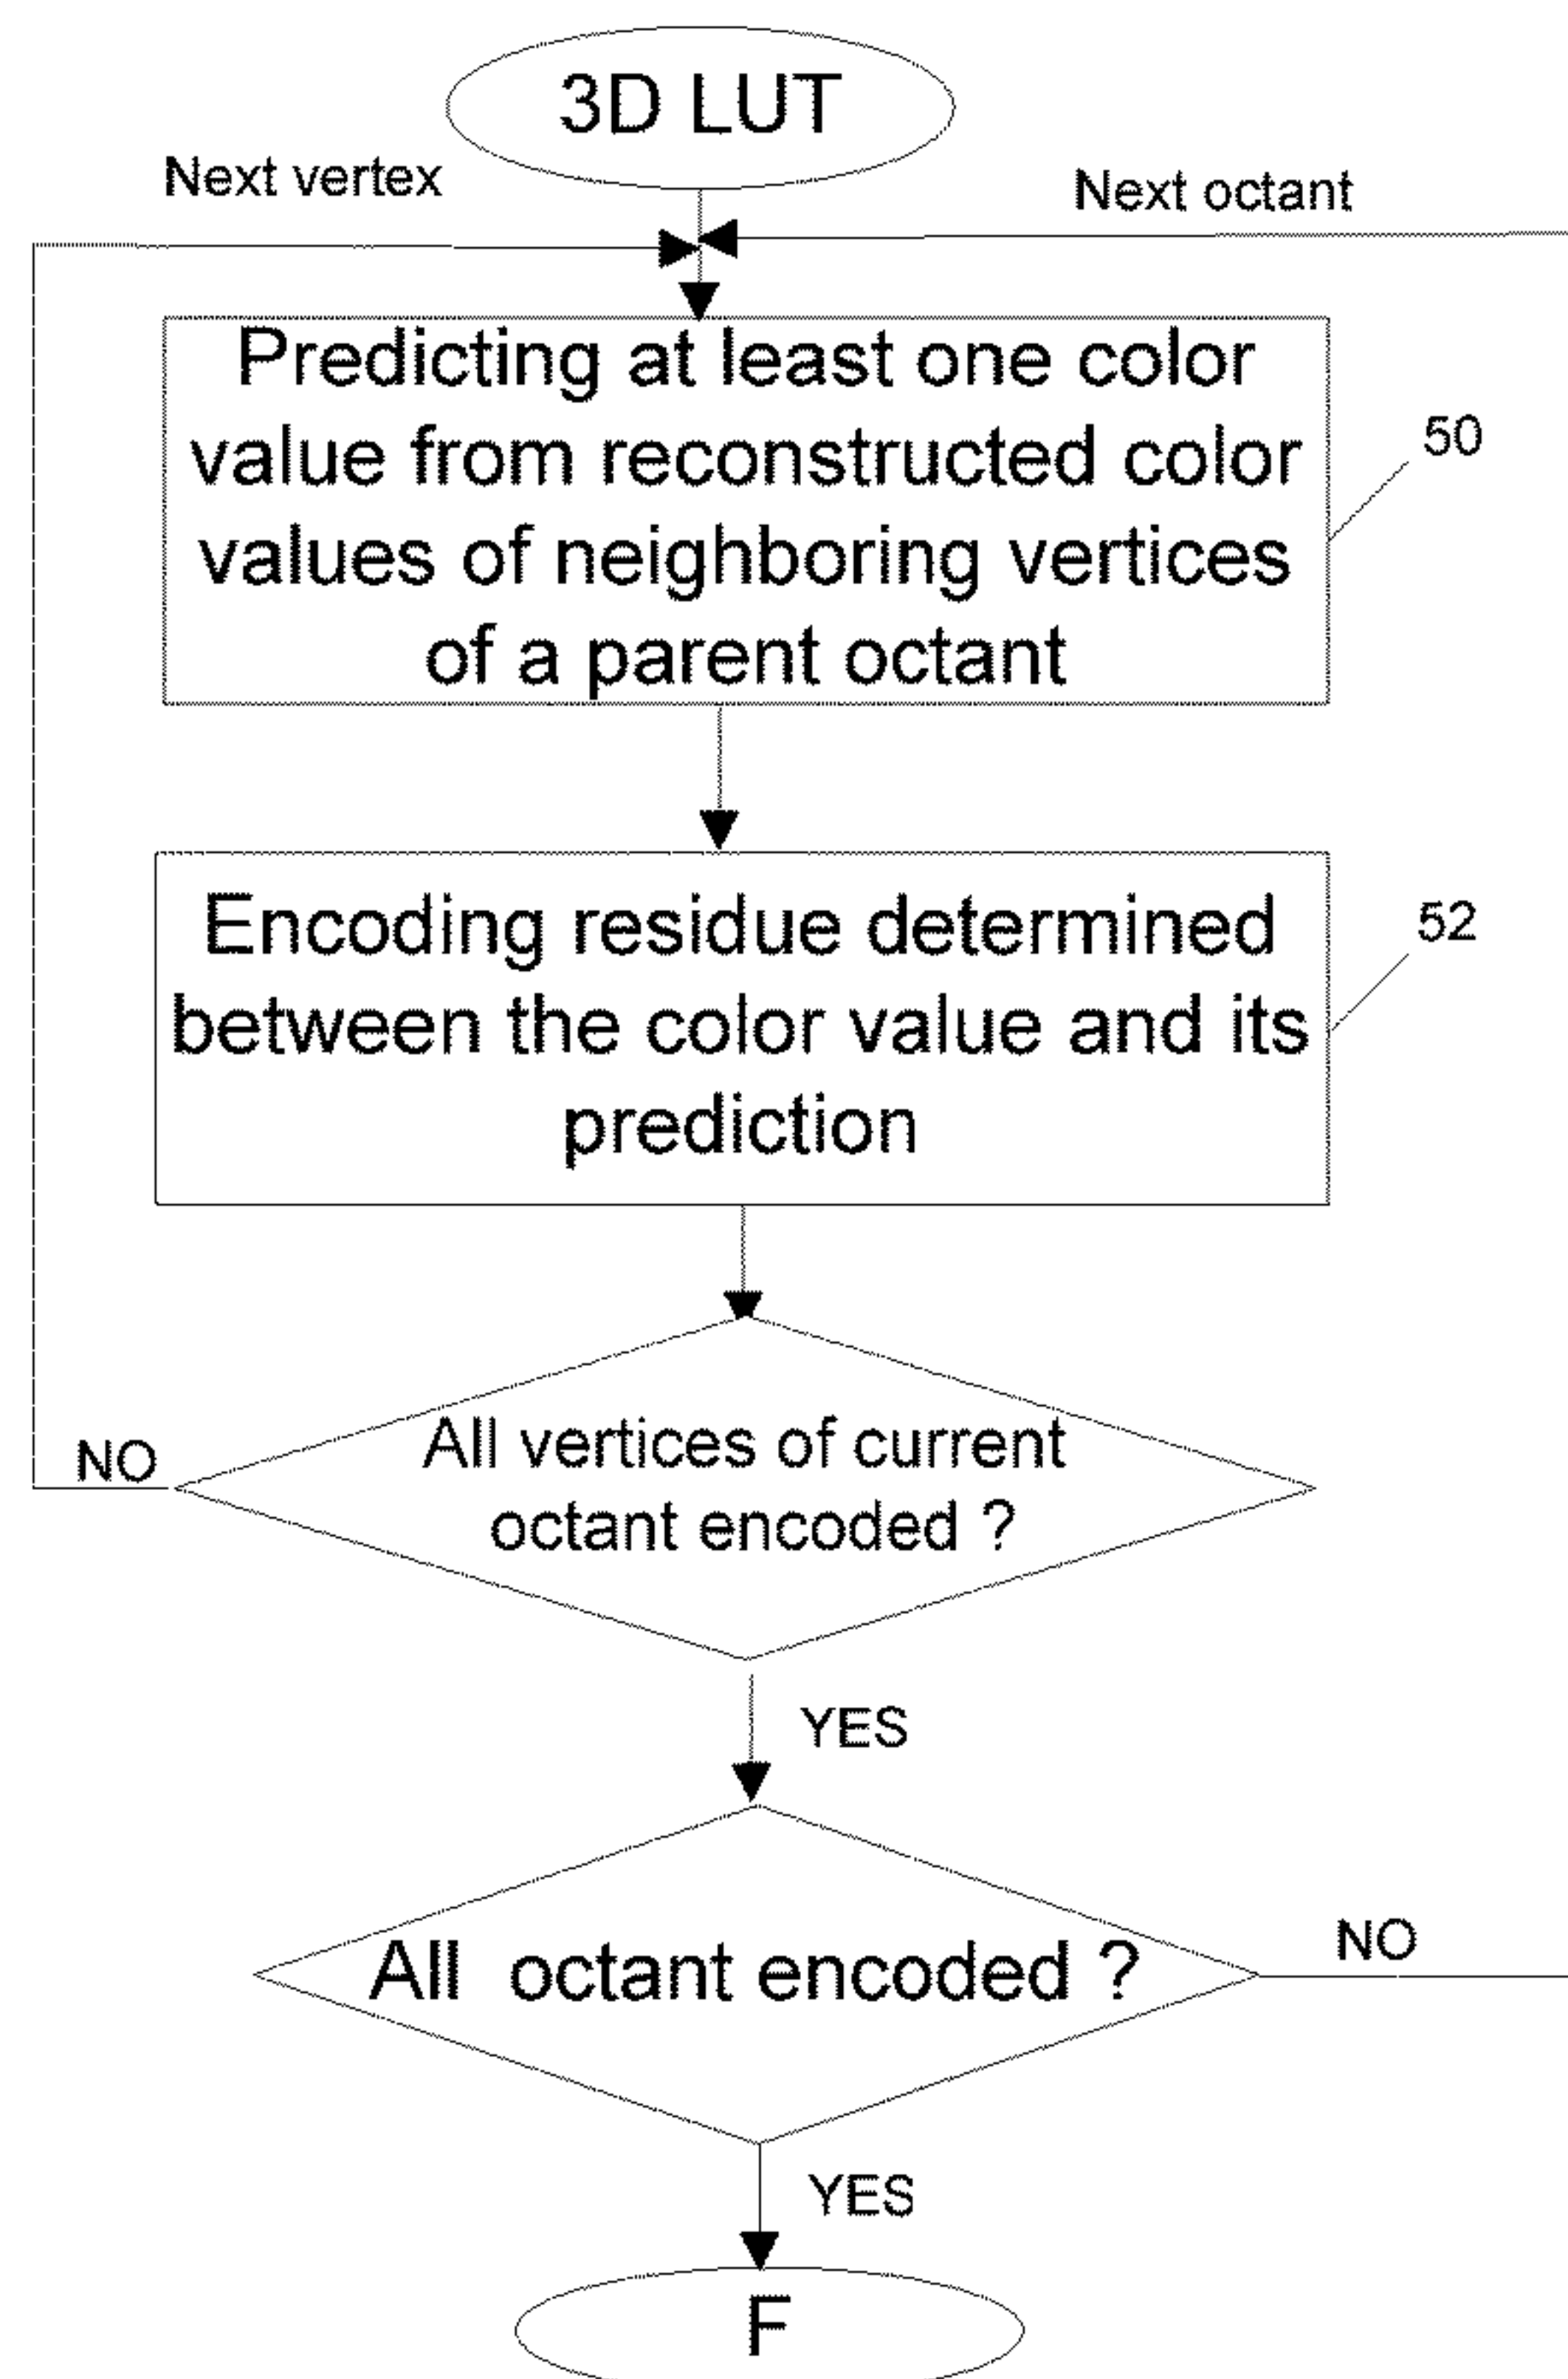 3D LUT
Next vertex
Next octant
Predicting at least one color
value from reconstructed color
values of neighboring vertices
of a parent octant
50
Encoding residue determined
between the color value and its
prediction
52
All vertices of current
octant encoded ?
NO
YES
All octant encoded ?
NO
YES
F